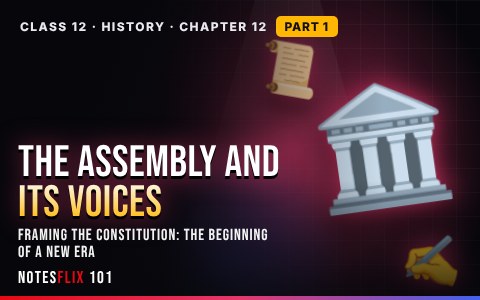 CLASS 12 · HISTORY · CHAPTER 12 PART 1
THE ASSEMBLY AND
ITS VOICES
FRAMING THE CONSTITUTION: THE BEGINNING
OF A NEW ERA
NOTESFLIX 101